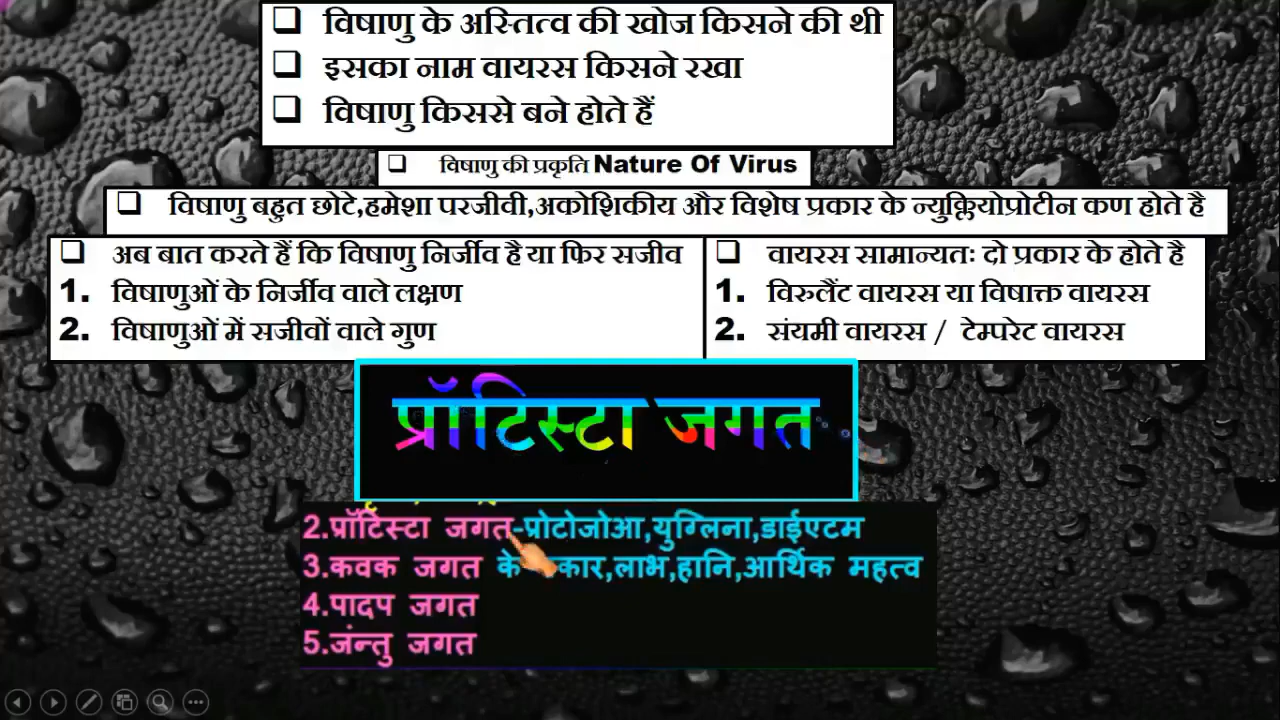 विषाणु के अस्तित्व की खोज किसने की थी
इसका नाम वायरस किसने रखा
विषाणु किससे बने होते हैं
विषाणु की प्रकृति Nature Of Virus
विषाणु बहुत छोटे,हमेशा परजीवी,अकोशिकीय और विशेष प्रकार के न्युक्लियोप्रोटीन कण होते है
अब बात करते हैं कि विषाणु निर्जीव है या फिर सजीव
1. विषाणुओं के निर्जीव वाले लक्षण
2. विषाणुओं में सजीवों वाले गुण
वायरस सामान्यतः दो प्रकार के होते है
1. विरुलैंट वायरस या विषाक्त वायरस
2. संयमी वायरस / टेम्परेट वायरस
प्रॉटिस्टा जगत
2.प्रॉटिस्टा जगत-प्रोटोजोआ,युग्लिना,डाईएटम
3.कवक जगत के लाभ,हानि,आर्थिक महत्व
4.पादप जगत
5.जंन्तु जगत